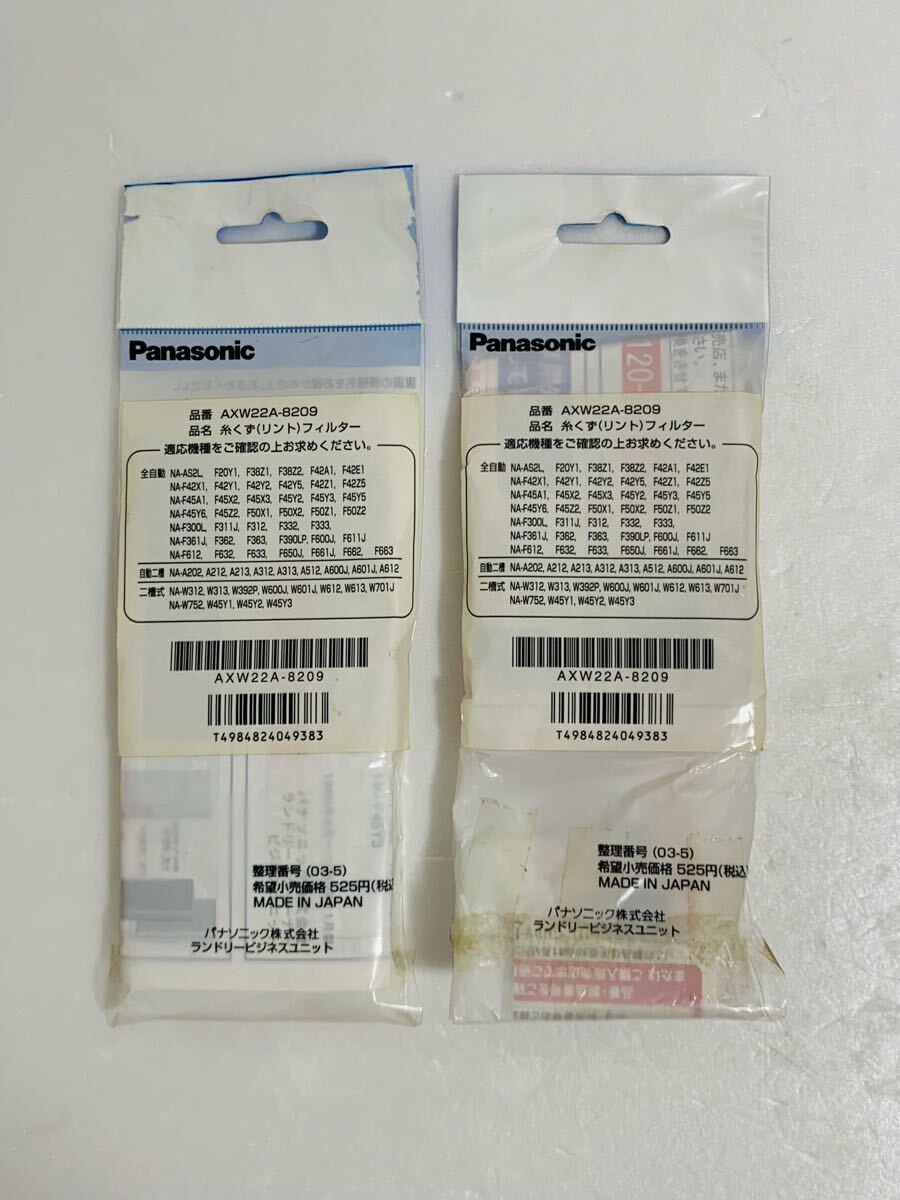 Panasonic
品番 AXW22A-8209
品名 糸くず(リント)フィルター
適応機種をご確認の上お求めください。
全自動 NA-AS2L, F20Y1, F38Z1, F38Z2, F42A1, F42E1
NA-F42X1, F42Y1, F42Y2, F42Y5, F42Z1, F42Z5
NA-F45A1, F45X2, F45X3, F45Y2, F45Y3, F45Y5
NA-F45Y6, F45Z2, F50X1, F50X2, F50Z1, F50Z2
NA-F300L, F311J, F312, F332, F333,
NA-F361J, F362, F363, F390LP, F600J, F611J
NA-F612, F632, F633, F650J, F661J, F662, F663
自動二槽 NA-A202, A212, A213, A312, A313, A512, A600J, A601J, A612
二槽式 NA-W312, W313, W392P, W600J, W601J, W612, W613, W701J
NA-W752, W45Y1, W45Y2, W45Y3
AXW22A-8209
T4984824049383
整理番号 (03-5)
希望小売価格 525円(税込
MADE IN JAPAN
パナソニック株式会社
ランドリービジネスユニット
Panasonic
120-
品番 AXW22A-8209
品名 糸くず(リント)フィルター
適応機種をご確認の上お求めください。
全自動 NA-AS2L, F20Y1, F38Z1, F38Z2, F42A1, F42E1
NA-F42X1, F42Y1, F42Y2, F42Y5, F42Z1, F42Z5
NA-F45A1, F45X2, F45X3, F45Y2, F45Y3, F45Y5
NA-F45Y6, F45Z2, F50X1, F50X2, F50Z1, F50Z2
NA-F300L, F311J, F312, F332, F333,
NA-F361J, F362, F363, F390LP, F600J, F611J
NA-F612, F632, F633, F650J, F661J, F662, F663
自動二槽 NA-A202, A212, A213, A312, A313, A512, A600J, A601J, A612
二槽式 NA-W312, W313, W392P, W600J, W601J, W612, W613, W701J
NA-W752, W45Y1, W45Y2, W45Y3
AXW22A-8209
T4984824049383
整理番号 (03-5)
希望小売価格 525円(税込
MADE IN JAPAN
パナソニック株式会社
ランドリービジネスユニット